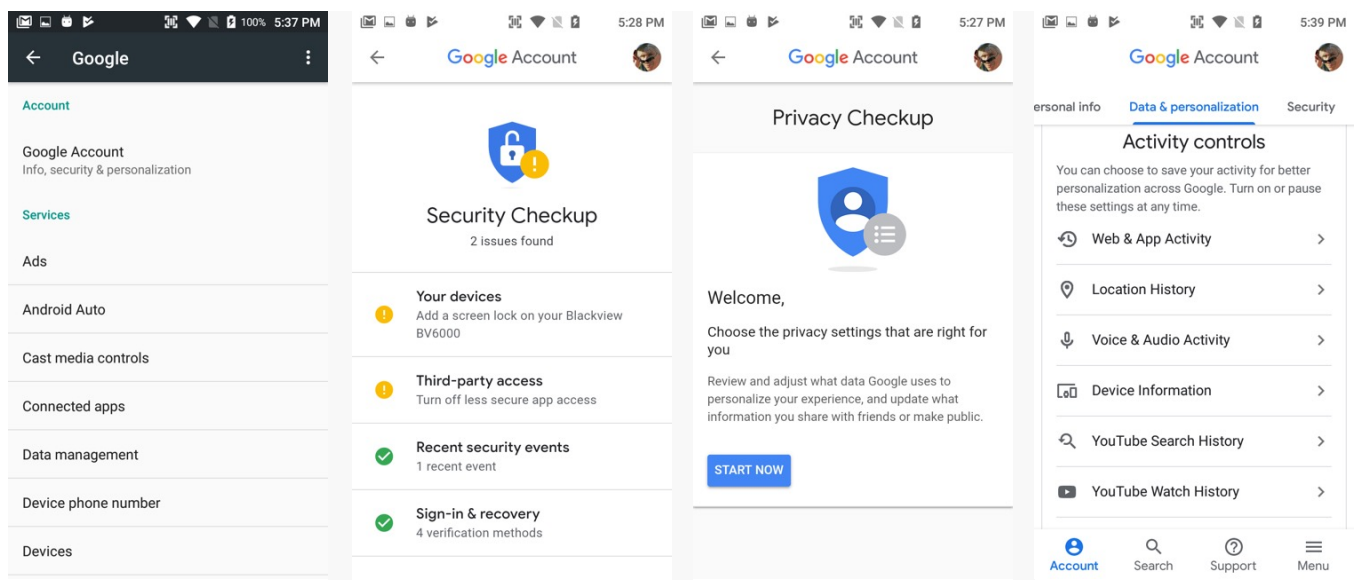 100% 5:37 PM
Google
Account
Google Account
Info, security & personalization
Services
Ads
Android Auto
Cast media controls
Connected apps
Data management
Device phone number
Devices
5:28 PM
Google Account
Security Checkup
2 issues found
Your devices
Add a screen lock on your Blackview
BV6000
Third-party access
Turn off less secure app access
Recent security events
1 recent event
Sign-in & recovery
4 verification methods
5:27 PM
Google Account
Privacy Checkup
Welcome,
Choose the privacy settings that are right for
you
Review and adjust what data Google uses to
personalize your experience, and update what
information you share with friends or make public.
START NOW
5:39 PM
Google Account
ersonal info Data & personalization Security
Activity controls
You can choose to save your activity for better
personalization across Google. Turn on or pause
these settings at any time.
Web & App Activity
Location History
Voice & Audio Activity
Device Information
YouTube Search History
YouTube Watch History
Account Search Support Menu